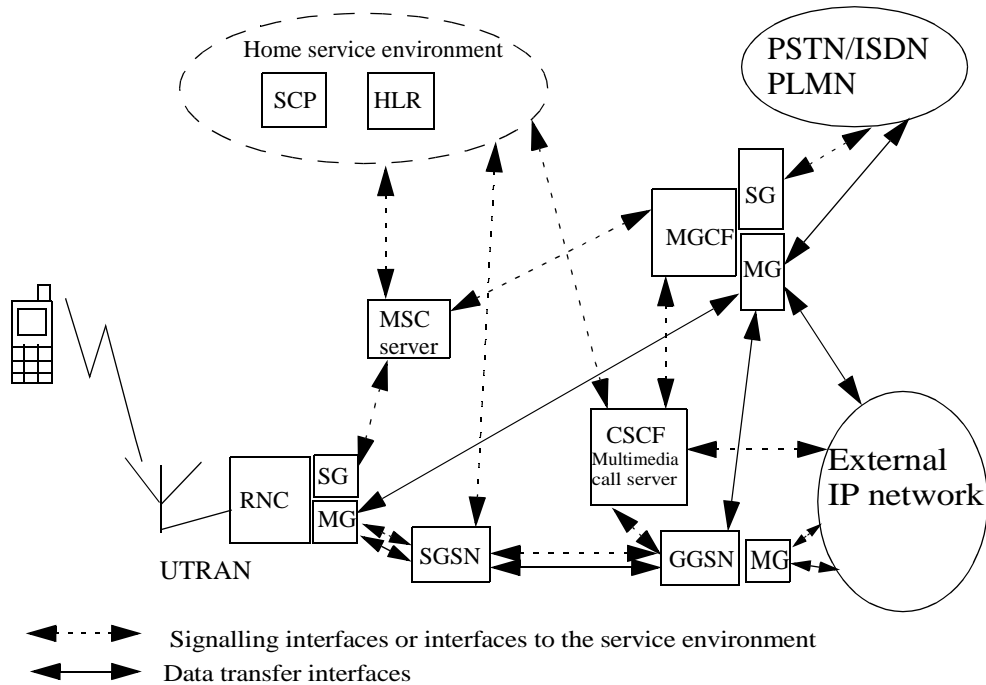 Home service environment
SCP
HLR
PSTN/ISDN
PLMN
SG
MGCF
MG
MSC
server
CSCF
Multimedia
call server
External
IP network
SG
RNC
MG
SGSN
GGSN
MG
UTRAN
Signalling interfaces or interfaces to the service environment
Data transfer interfaces